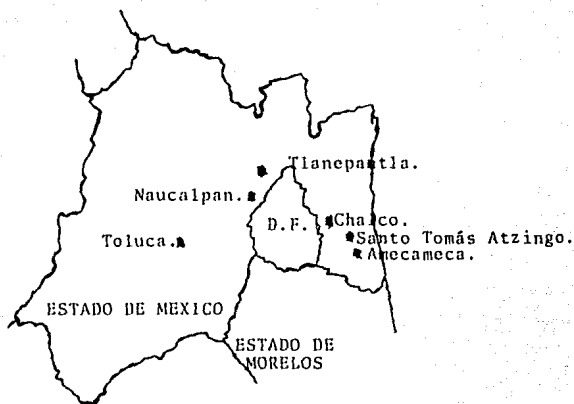 Tlanepantla.
Naucalpan.
D.F.
Chalco.
Santo Tomás Atzingo.
Toluca.
Amecameca.
ESTADO DE MEXICO
ESTADO DE
MORELOS